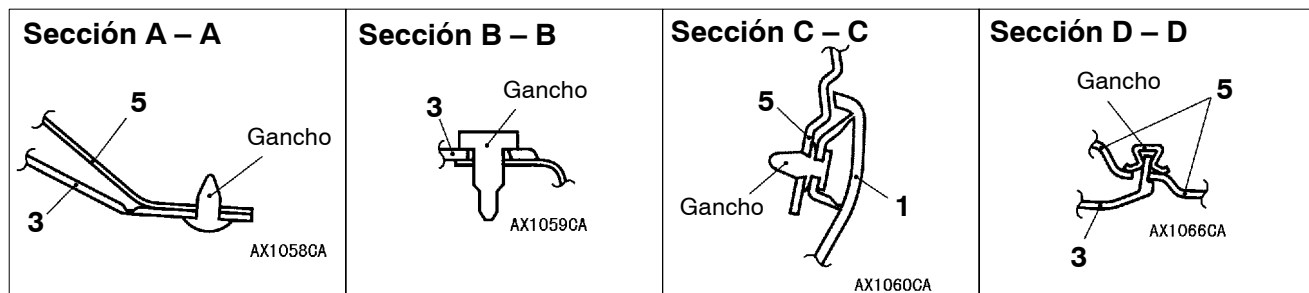 Sección A – A
5
Gancho
3
AX1058CA
Sección B – B
Gancho
3
AX1059CA
Sección C – C
5
Gancho
1
AX1060CA
Sección D – D
Gancho
5
3
AX1066CA